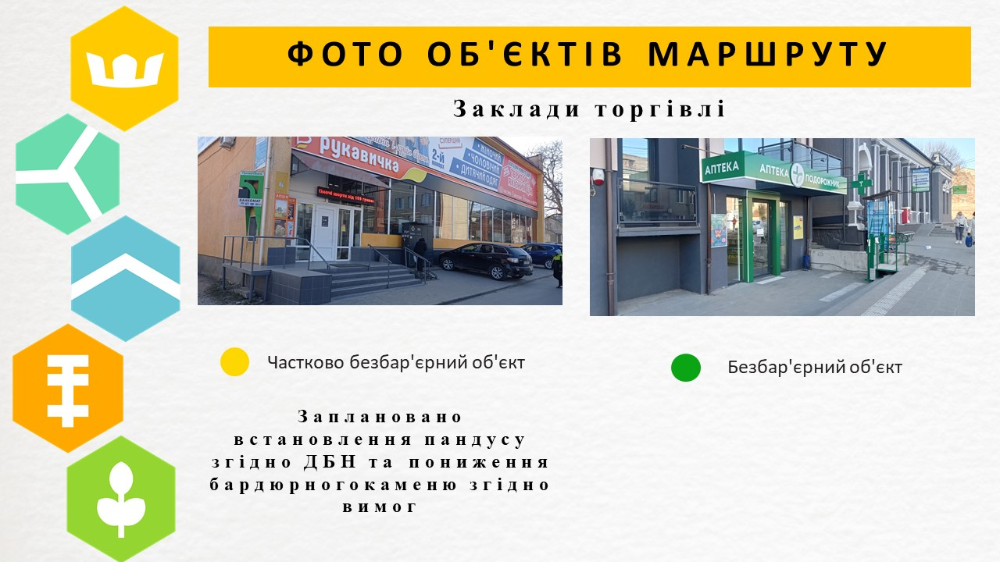 ФОТО ОБ'ЄКТІВ МАРШРУТУ
Заклади торгівлі
рукавичка
СУПЕРЦІНИ
2-й
поверх
• ЖІНОЧИЙ
• ЧОЛОВІЧИЙ
• ДИТЯЧИЙ ОДЯГ
БАНКОМАТ
АПТЕКА
АПТЕКА
ПОДОРОЖНИК
Частково безбар'єрний об'єкт
Безбар'єрний об'єкт
Заплановано
встановлення пандусу
згідно ДБН та пониження
бардюрногокаменю згідно
вимог